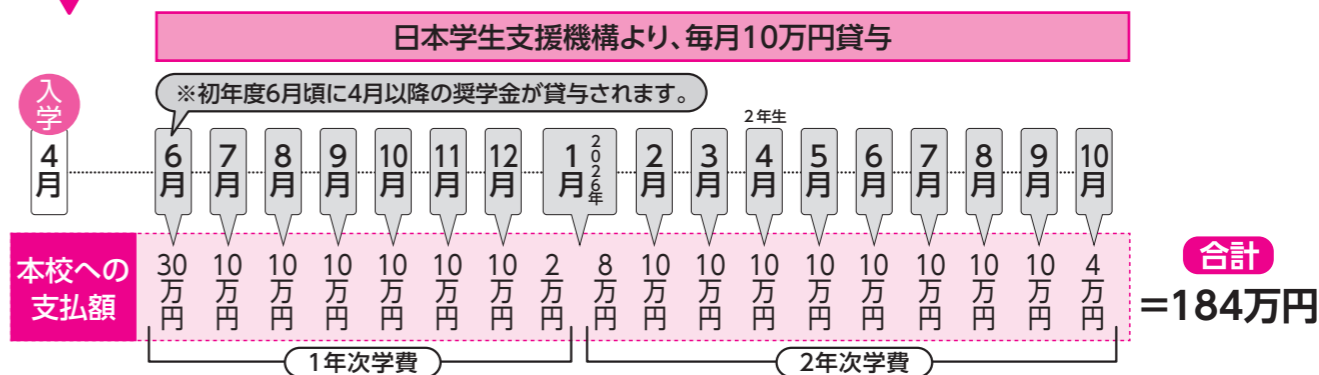 日本学生支援機構より、毎月10万円貸与
入学
※初年度6月頃に4月以降の奨学金が貸与されます。
2年生
4月
6月
7月
8月
9月
10月
11月
12月
1月
2026年
2月
3月
4月
5月
6月
7月
8月
9月
10月
本校への
支払額
30万円
10万円
10万円
10万円
10万円
10万円
10万円
2万円
8万円
10万円
10万円
10万円
10万円
10万円
10万円
10万円
10万円
4万円
合計
=184万円
1年次学費
2年次学費